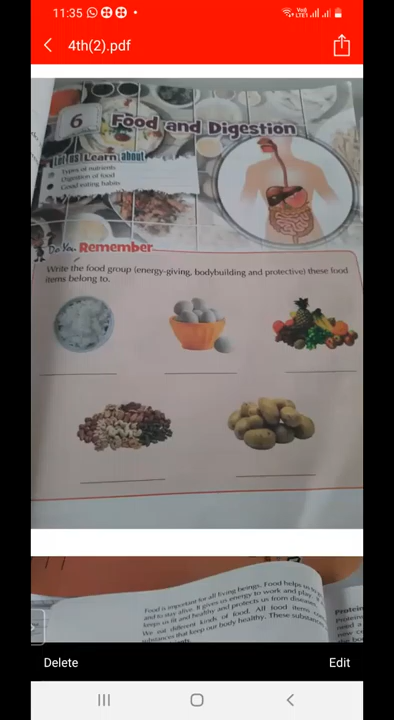 11:35
4th(2).pdf
6 Food and Digestion
Let us Learn about
Types of nutrients
Digestion of food
Good eating habits
Do You Remember
Write the food group (energy-giving, bodybuilding and protective) these food
items belong to.
Food is important for all living beings. Food helps us to
and to stay alive. It gives us energy to work and play. It
keeps us fit and healthy and protects us from diseases.
We eat different kinds of food. All food items
substances that keep our body healthy. These substances
Protein
Proteins
need a
Delete
Edit